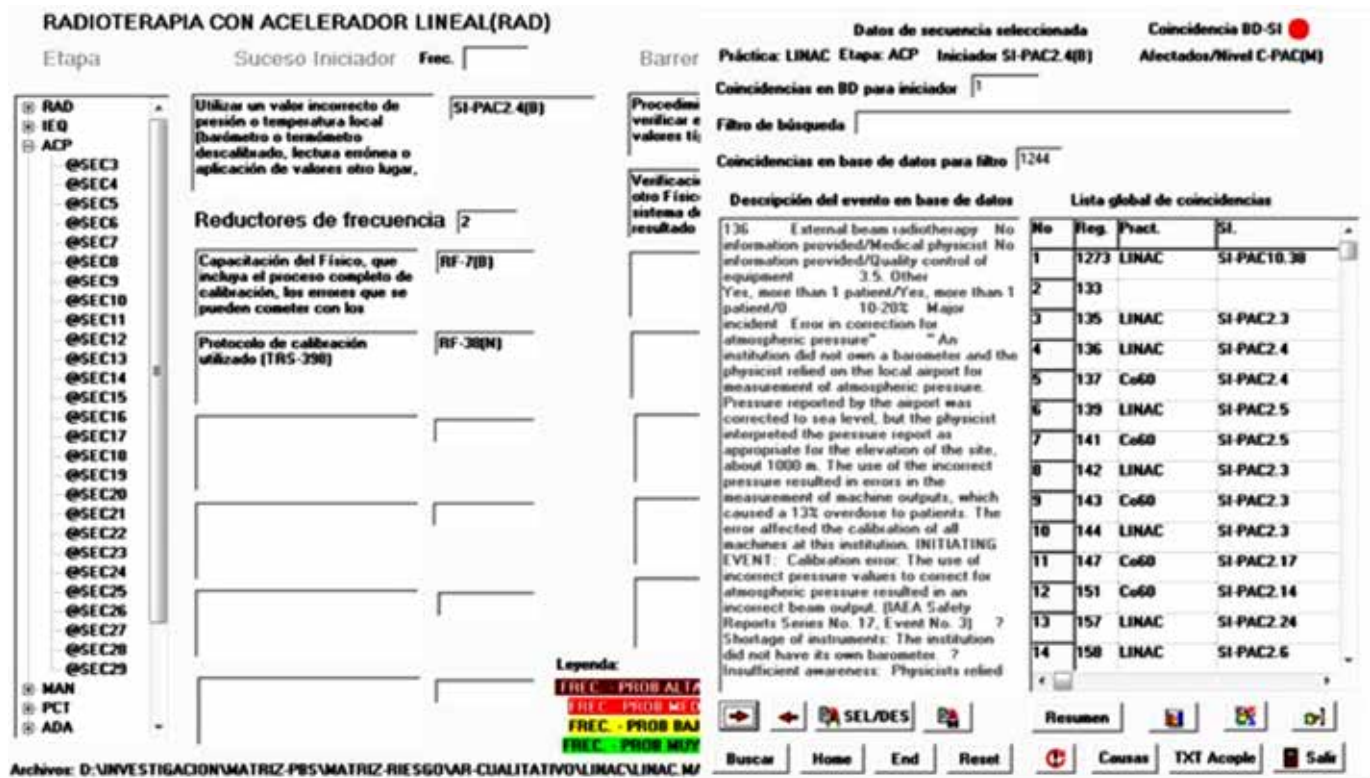 RADIOTERAPIA CON ACELERADOR LINEAL(RAD)
Etapa
Suceso Iniciador
Frec.
Barrer
RAD
IEQ
ACP
@SEC3
@SEC4
@SEC5
@SEC6
@SEC7
@SEC8
@SEC9
@SEC10
@SEC11
@SEC12
@SEC13
@SEC14
@SEC15
@SEC16
@SEC17
@SEC18
@SEC19
@SEC20
@SEC21
@SEC22
@SEC23
@SEC24
@SEC25
@SEC26
@SEC27
@SEC28
@SEC29
MAN
PCT
ADA
Utilizar un valor incorrecto de
presión o temperatura local
(barómetro o termómetro
descalibrado, lectura errónea o
aplicación de valores otro lugar,
SI-PAC2.4(B)
Procedimi
verificar e
valores tí
Verificació
otro Físic
sistema d
resultado
Reductores de frecuencia 2
Capacitación del Físico, que
incluya el proceso completo de
calibración, los errores que se
pueden cometer con los
RF-7(B)
Protocolo de calibración
utilizado (TRS-398)
RF-38(N)
Leyenda:
FREC. - PROB ALTA
FREC. - PROB MED
FREC. - PROB BAJ
FREC. - PROB MUY
Archivos: D:\INVESTIGACION\MATRIZ-PBS\MATRIZ-RIESGO\AR-CUALITATIVO\LINAC\LINAC.MA
Datos de secuencia seleccionada
Coincidencia BD-SI
Práctica: LINAC Etapa: ACP Iniciador SI-PAC2.4(B) Afectados/Nivel C-PAC(M)
Coincidencias en BD para iniciador 1
Filtro de búsqueda
Coincidencias en base de datos para filtro 1244
Descripción del evento en base de datos
136 External beam radiotherapy No
information provided/Medical physicist No
information provided/Quality control of
equipment 3.5. Other
Yes, more than 1 patient/Yes, more than 1
patient/0 10-20% Major
incident Error in correction for
atmospheric pressure" " An
institution did not own a barometer and the
physicist relied on the local airport for
measurement of atmospheric pressure.
Pressure reported by the airport was
corrected to sea level, but the physicist
interpreted the pressure report as
appropriate for the elevation of the site,
about 1000 m. The use of the incorrect
pressure resulted in errors in the
measurement of machine outputs, which
caused a 13% overdose to patients. The
error affected the calibration of all
machines at this institution. INITIATING
EVENT: Calibration error: The use of
incorrect pressure values to correct for
atmospheric pressure resulted in an
incorrect beam output. (IAEA Safety
Reports Series No. 17, Event No. 3) ?
Shortage of instruments: The institution
did not have its own barometer. ?
Insufficient awareness: Physicists relied
Lista global de coincidencias
No Reg. Pract. SI.
1 1273 LINAC SI-PAC10.38
2 133
3 135 LINAC SI-PAC2.3
4 136 LINAC SI-PAC2.4
5 137 Co60 SI-PAC2.4
6 139 LINAC SI-PAC2.5
7 141 Co60 SI-PAC2.5
8 142 LINAC SI-PAC2.3
9 143 Co60 SI-PAC2.3
10 144 LINAC SI-PAC2.3
11 147 Co60 SI-PAC2.17
12 151 Co60 SI-PAC2.14
13 157 LINAC SI-PAC2.24
14 158 LINAC SI-PAC2.6
SEL/DES
Resumen
Buscar Home End Reset
Causas TXT Acople Salir